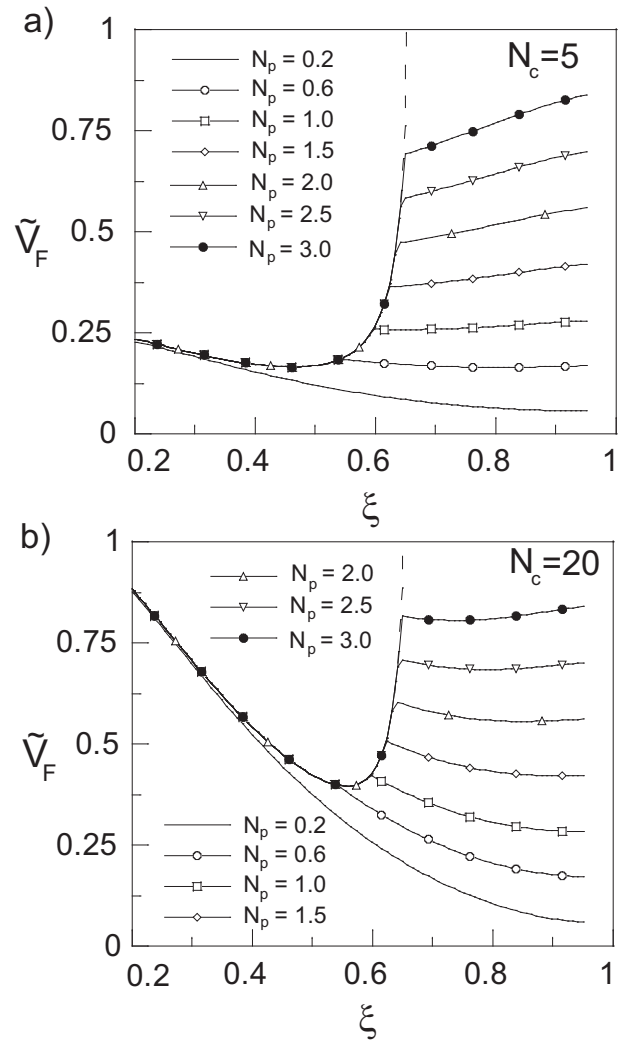 a)
1
N_c=5
N_p = 0.2
N_p = 0.6
N_p = 1.0
N_p = 1.5
N_p = 2.0
N_p = 2.5
N_p = 3.0
0.75
Ṽ_F
0.5
0.25
0
0.2 0.4 0.6 0.8 1
ξ
b)
1
N_c=20
N_p = 2.0
N_p = 2.5
N_p = 3.0
0.75
Ṽ_F
0.5
N_p = 0.2
N_p = 0.6
N_p = 1.0
N_p = 1.5
0.25
0
0.2 0.4 0.6 0.8 1
ξ